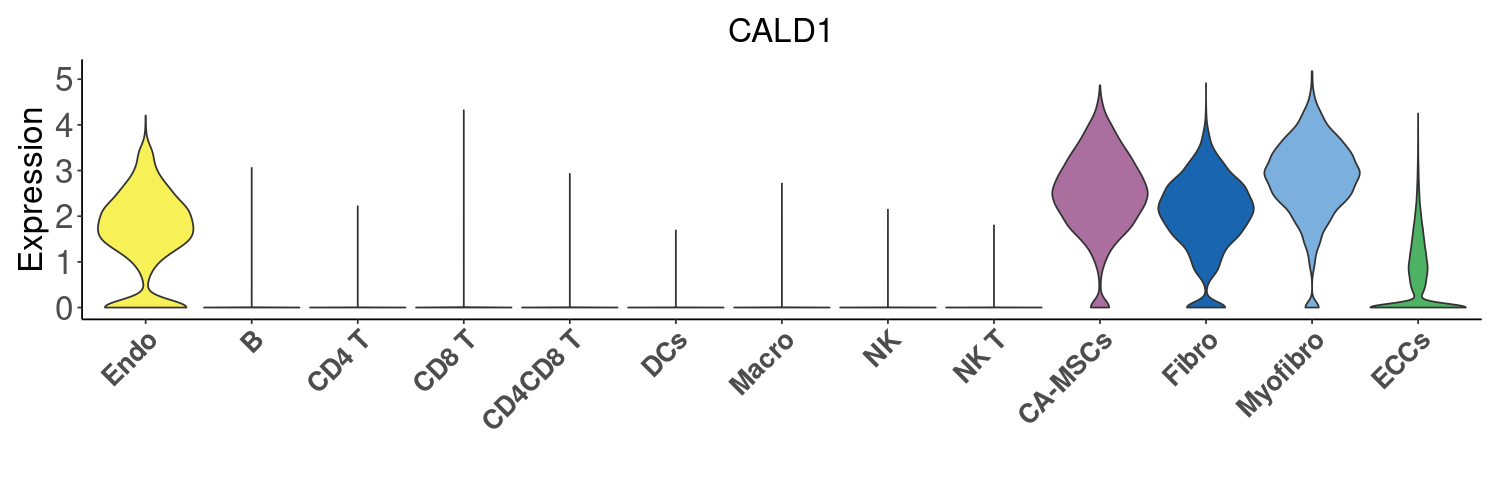 CALD1
Expression
5
4
3
2
1
0
Endo
B
CD4 T
CD8 T
CD4CD8 T
DCs
Macro
NK
NK T
CA-MSCs
Fibro
Myofibro
ECCs